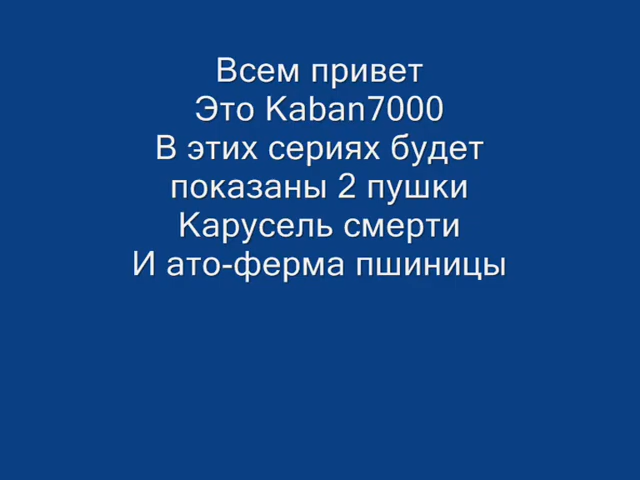 Всем привет
Это Kaban7000
В этих сериях будет
показаны 2 пушки
Карусель смерти
И ато-ферма пшиницы